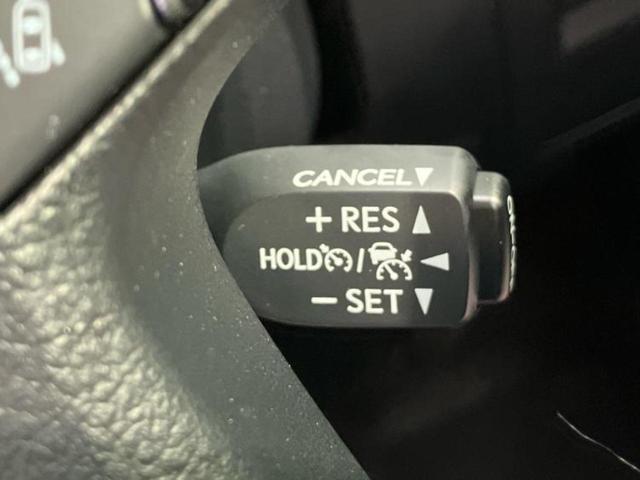 CANCEL▼
+ RES ▲
HOLD / ◀
− SET ▼